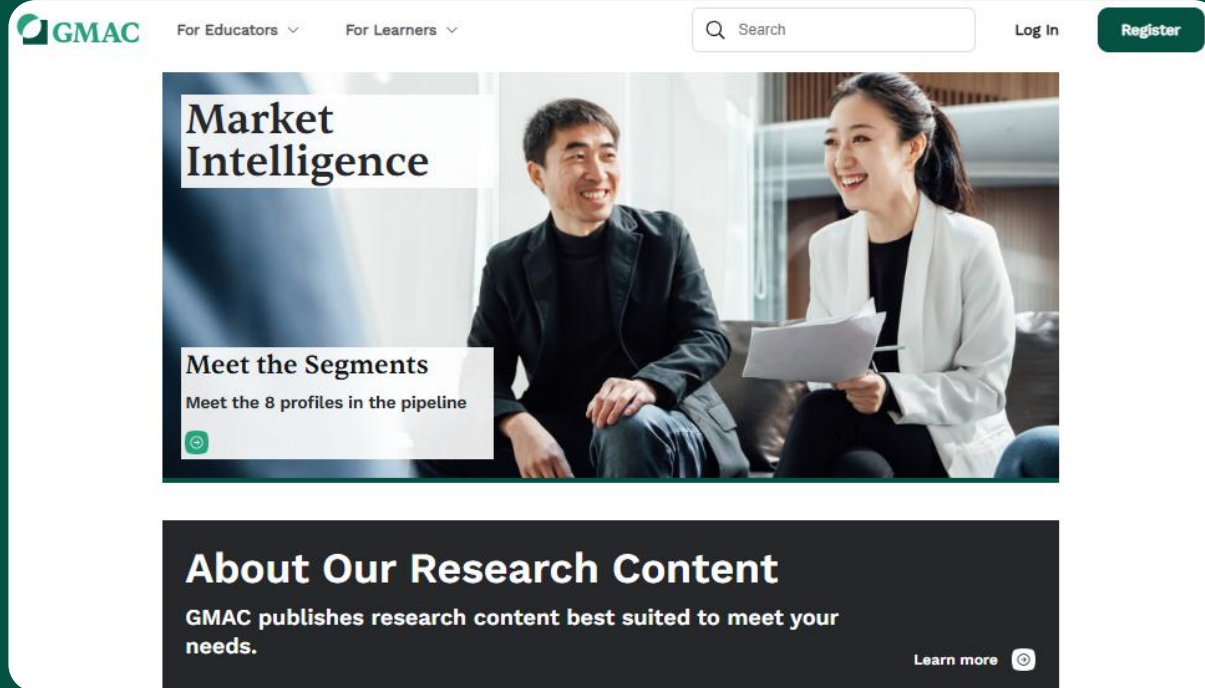 GMAC
For Educators
For Learners
Search
Log In
Register
Market
Intelligence
Meet the Segments
Meet the 8 profiles in the pipeline
About Our Research Content
GMAC publishes research content best suited to meet your
needs.
Learn more